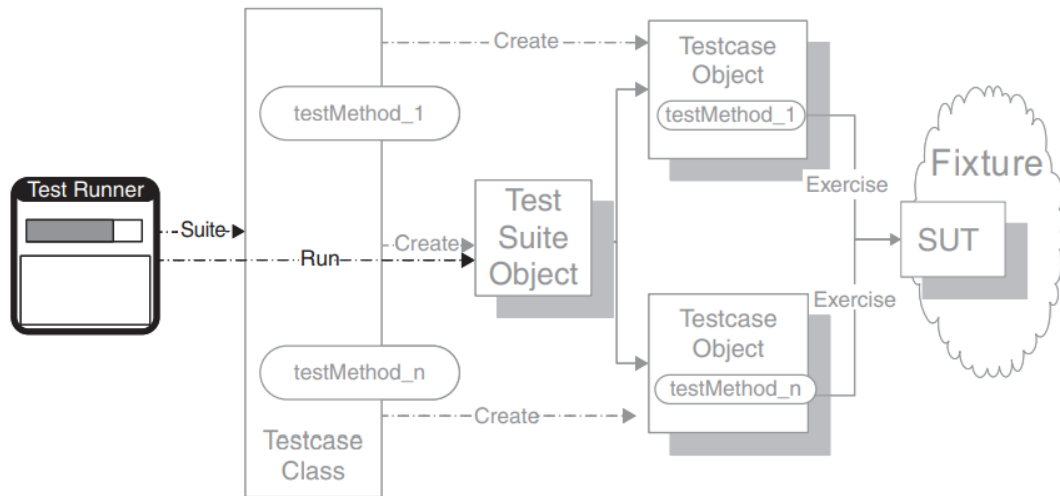 Create
Testcase
Object
testMethod_1
testMethod_1
Fixture
Exercise
Test Runner
Test
Suite
Object
Suite
SUT
Create
Run
Exercise
Testcase
Object
testMethod_n
testMethod_n
Create
Testcase
Class